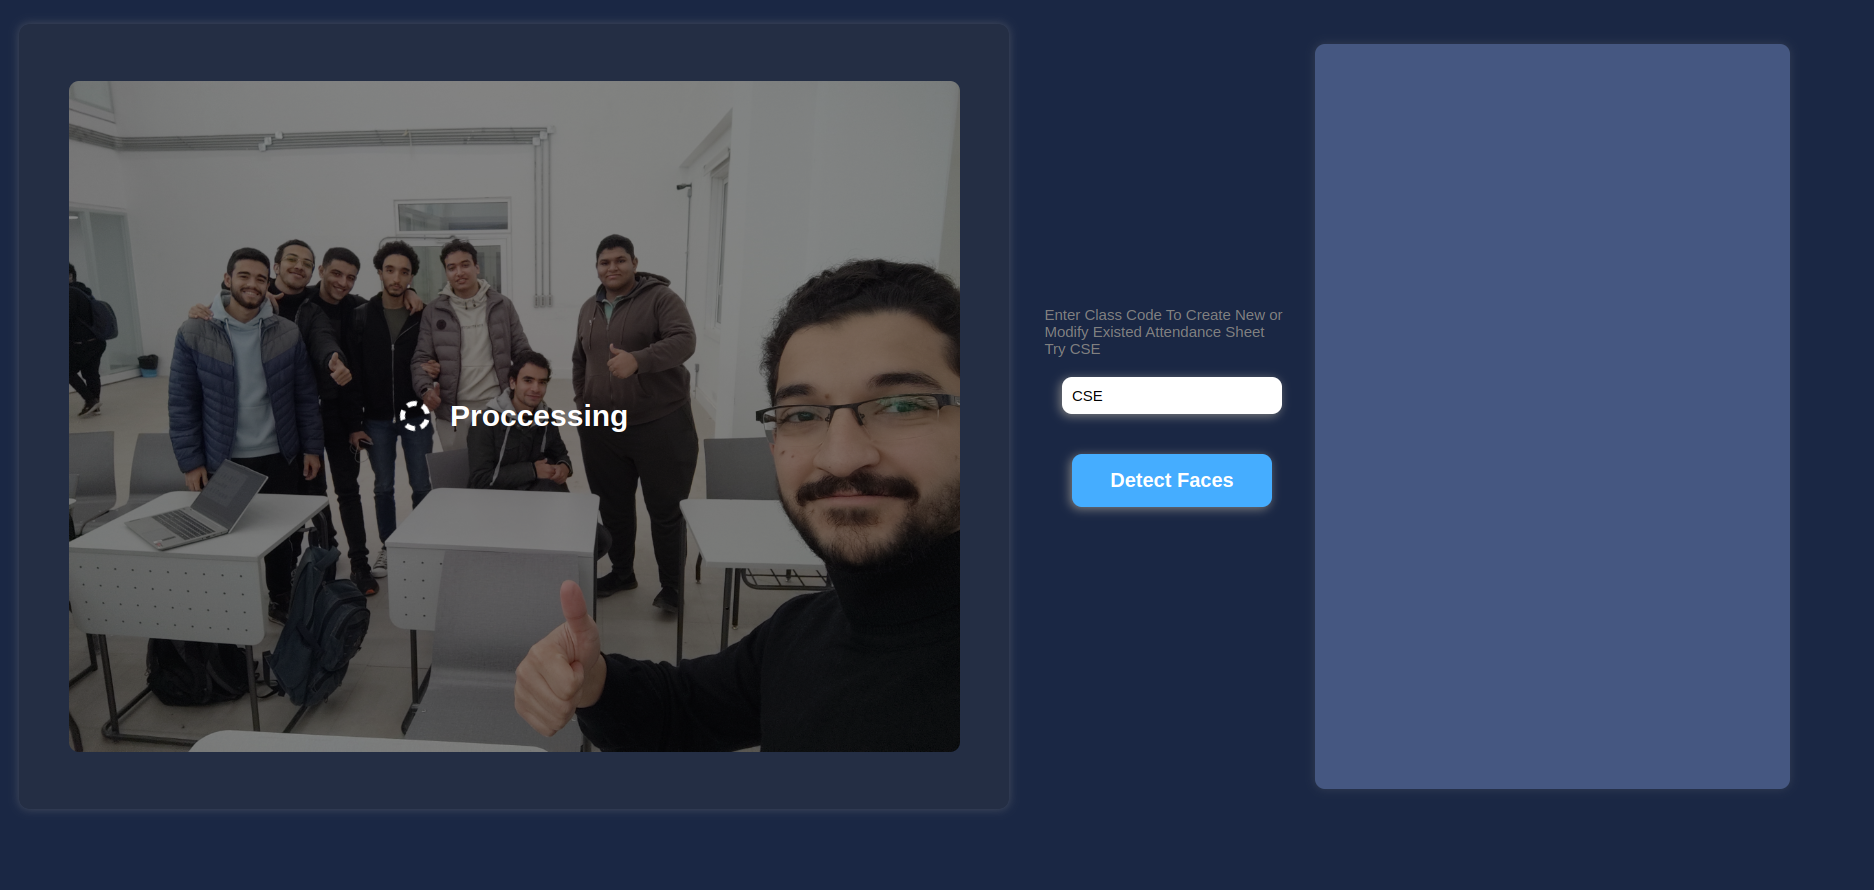 Proccessing
Enter Class Code To Create New or
Modify Existed Attendance Sheet
Try CSE
CSE
Detect Faces